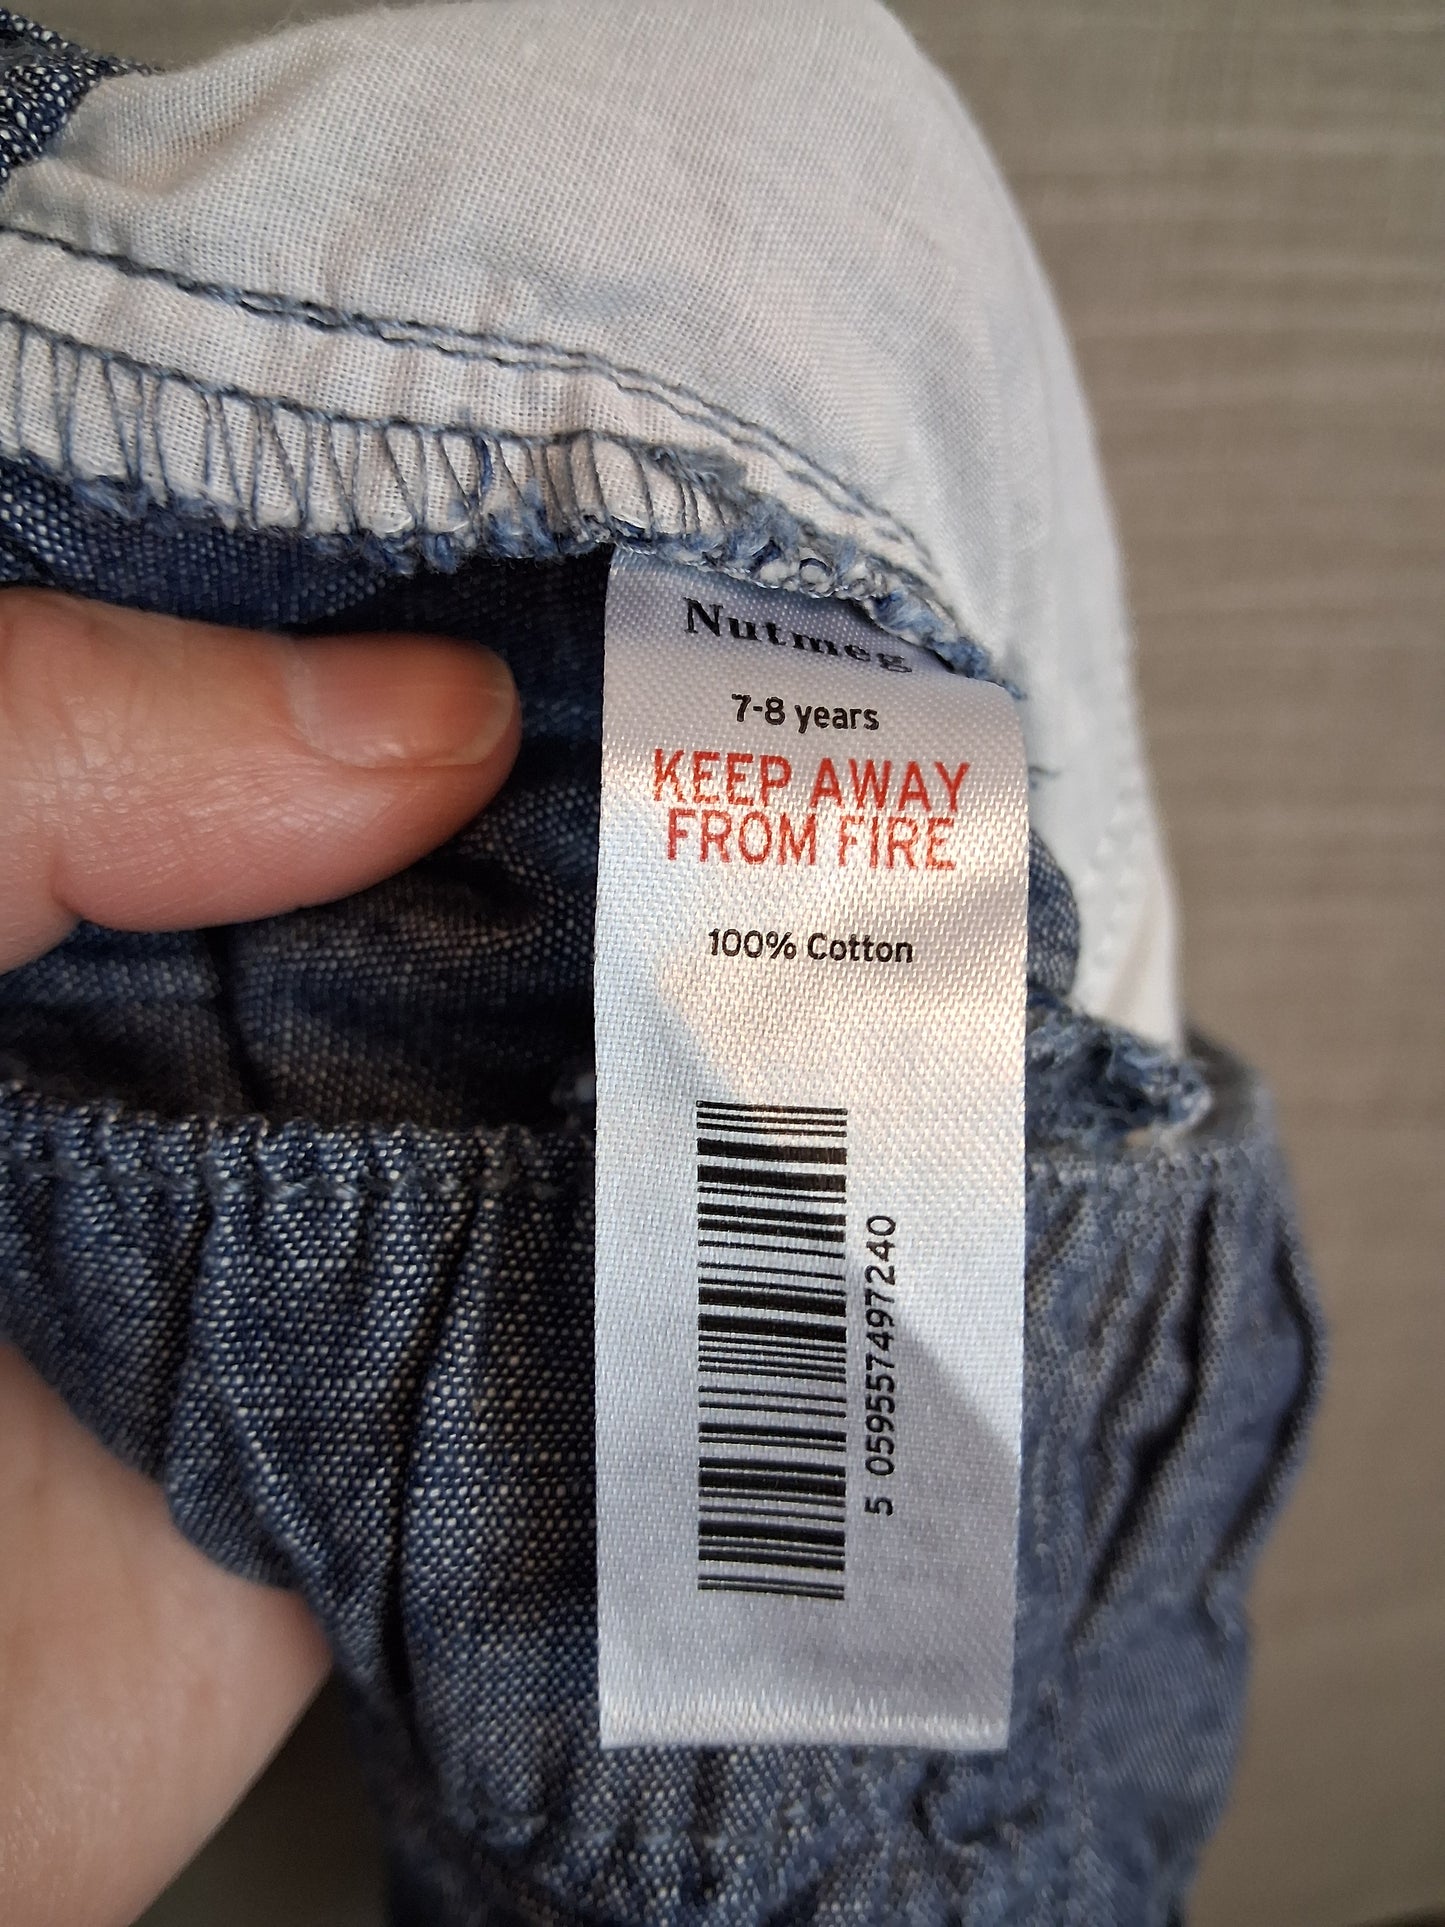 Nutmeg
7-8 years
KEEP AWAY
FROM FIRE
100% Cotton
5 059557497240